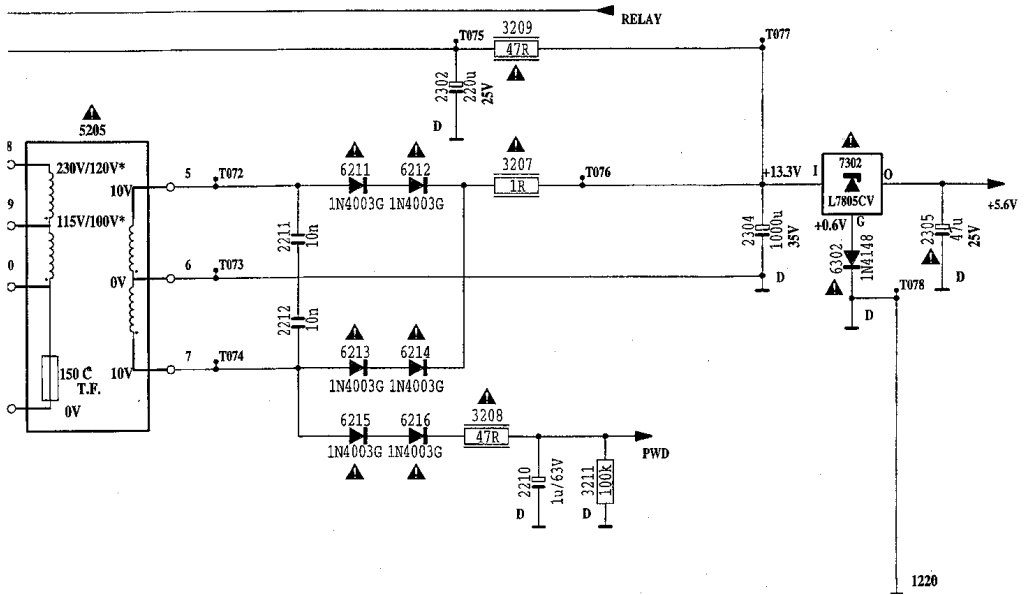 RELAY
T075
3209
47R
T077
2302
220u
25V
D
5205
8
230V/120V*
10V
5
T072
6211
1N4003G
6212
1N4003G
3207
1R
T076
+13.3V
I
7302
L7805CV
O
G
+5.6V
9
115V/100V*
2211
10n
2304
1000u
35V
+0.6V
6302
1N4148
2305
47u
25V
6
T073
0V
0
D
D
T078
D
2212
10n
6213
1N4003G
6214
1N4003G
7
T074
10V
150 C
T.F.
0V
6215
1N4003G
6216
1N4003G
3208
47R
PWD
2210
1u/63V
D
3211
100k
D
1220